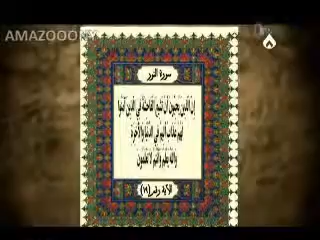 AMAZOOON
سورة النور
إن الذين يحبون أن تشيع الفاحشة في الذين آمنوا
لهم عذاب أليم في الدنيا والآخرة
والله يعلم وأنتم لا تعلمون
الآية رقم (١٩)